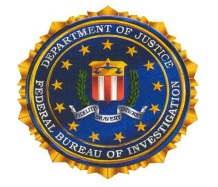 DEPARTMENT OF JUSTICE
FIDELITY BRAVERY INTEGRITY
FEDERAL BUREAU OF INVESTIGATION